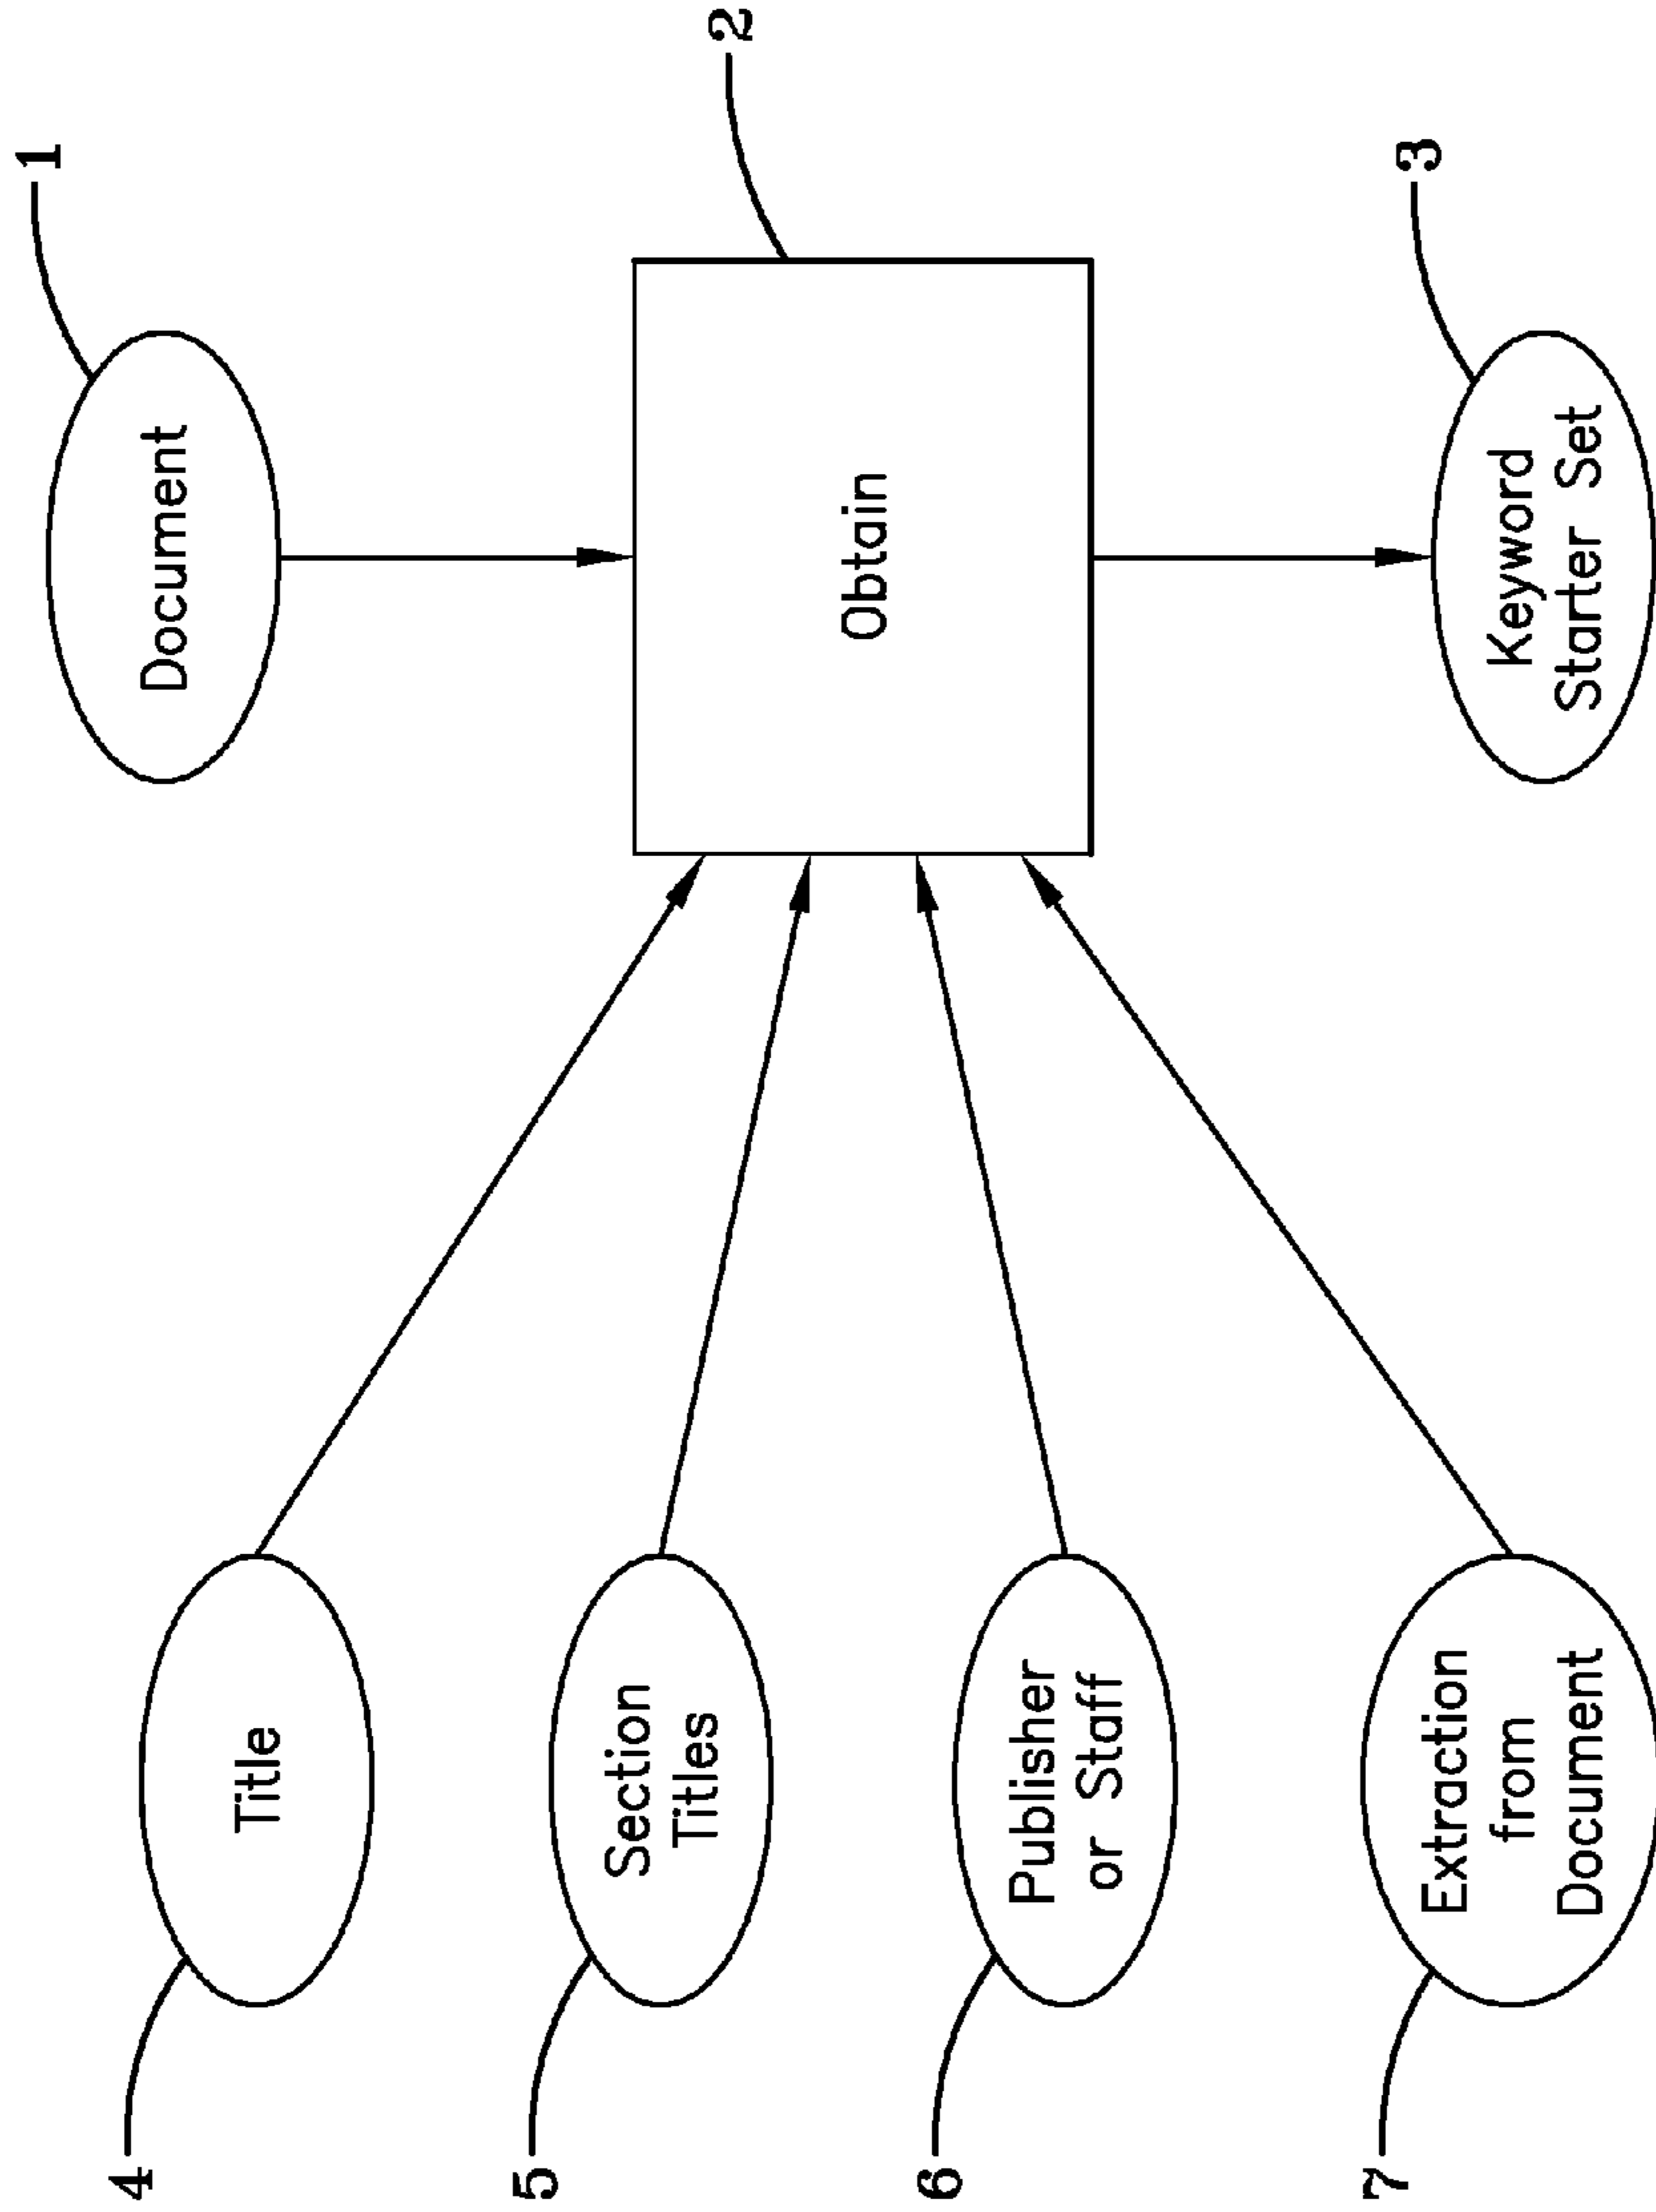 1
Document
4
Title
2
Obtain
5
Section
Titles
6
Publisher
or Staff
7
Extraction
from
Document
3
Keyword
Starter Set